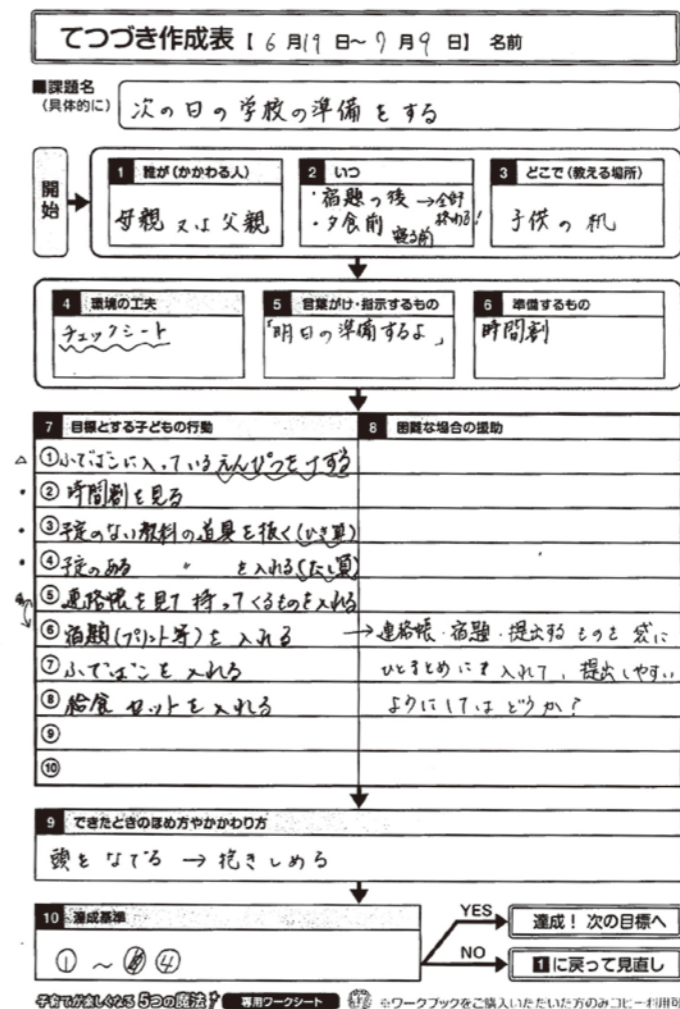 てつづき作成表【 6 月19 日~ 7 月 9 日】 名前
■課題名
(具体的に)
次の日の学校の準備をする
開始
1 誰が(かかわる人)
母親 又は 父親
2 いつ
・宿題の後 →全部終わる!
・夕食前 寝る前
3 どこで(教える場所)
子供の机
4 環境の工夫
チェックシート
5 言葉がけ・指示するもの
「明日の準備するよ」
6 準備するもの
時間割
7 目標とする子どもの行動
8 困難な場合の援助
△ ①ふでばこに入っているえんぴつを
・ ② 時間割を見る
・ ③予定のない教科の道具を抜く(ひき算)
・ ④予定のある 〃 を入れる(たし算)
⑤ 連絡帳を見て持ってくるものを入れる
⑥ 宿題(プリント等)を入れる
→連絡帳・宿題・提出するものを袋に
⑦ ふでばこを入れる
ひとまとめに入れて、提出しやすい
⑧ 給食セットを入れる
ようにしてはどうか?
⑨
⑩
9 できたときのほめ方やかかわり方
頭をなでる → 抱きしめる
10 達成基準
① ~ ④
YES
達成! 次の目標へ
NO
1に戻って見直し
子育てが楽しくなる 5つの魔法 専用ワークシート 37 ※ワークブックをご購入いただいた方のみコピー利用可